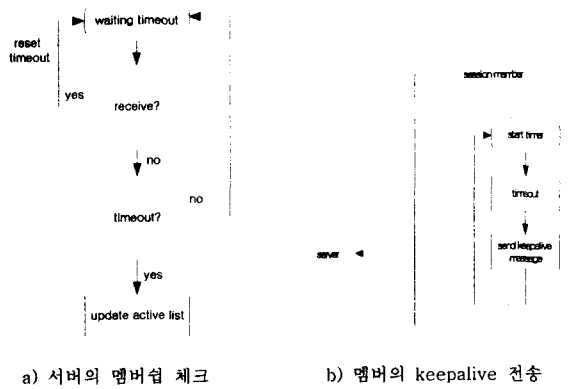 waiting timeout
reset
timeout
yes
receive?
no
timeout?
no
yes
update active list
a) 서버의 멤버쉽 체크
session member
start timer
timeout
send keepalive
message
server
b) 멤버의 keepalive 전송